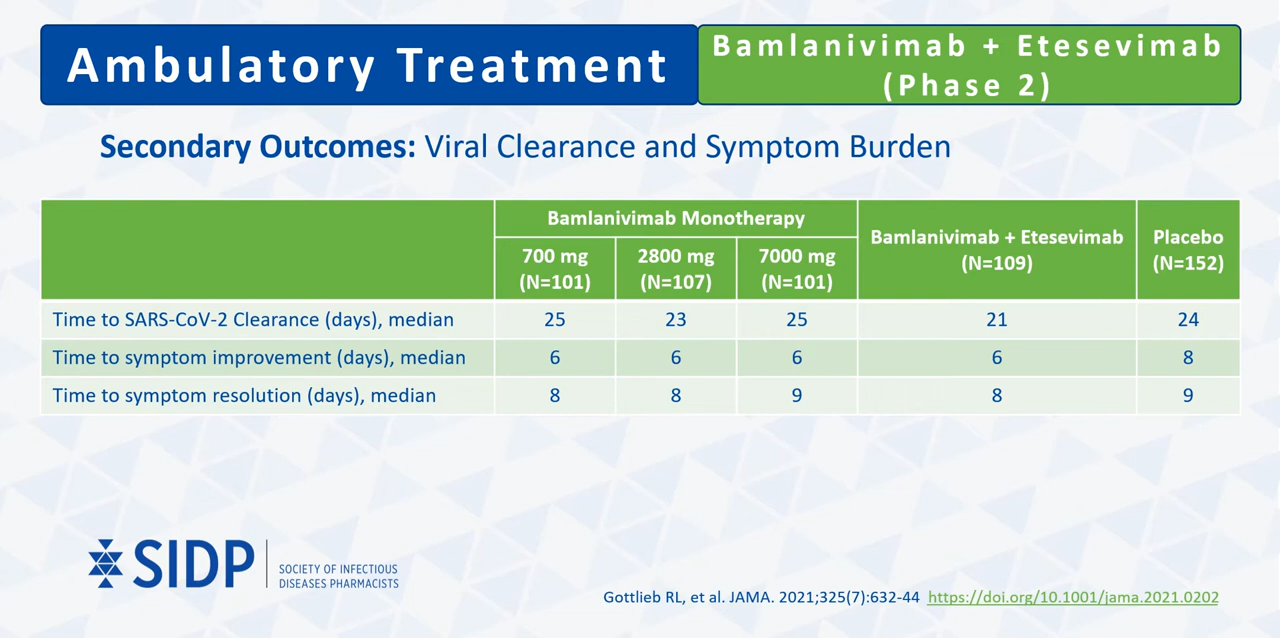 Ambulatory Treatment
Bamlanivimab + Etesevimab
(Phase 2)
Secondary Outcomes: Viral Clearance and Symptom Burden
Bamlanivimab Monotherapy
Bamlanivimab + Etesevimab
(N=109)
Placebo
(N=152)
700 mg
(N=101)
2800 mg
(N=107)
7000 mg
(N=101)
Time to SARS-CoV-2 Clearance (days), median 25 23 25 21 24
Time to symptom improvement (days), median 6 6 6 6 8
Time to symptom resolution (days), median 8 8 9 8 9
SIDP
SOCIETY OF INFECTIOUS
DISEASES PHARMACISTS
Gottlieb RL, et al. JAMA. 2021;325(7):632-44 https://doi.org/10.1001/jama.2021.0202